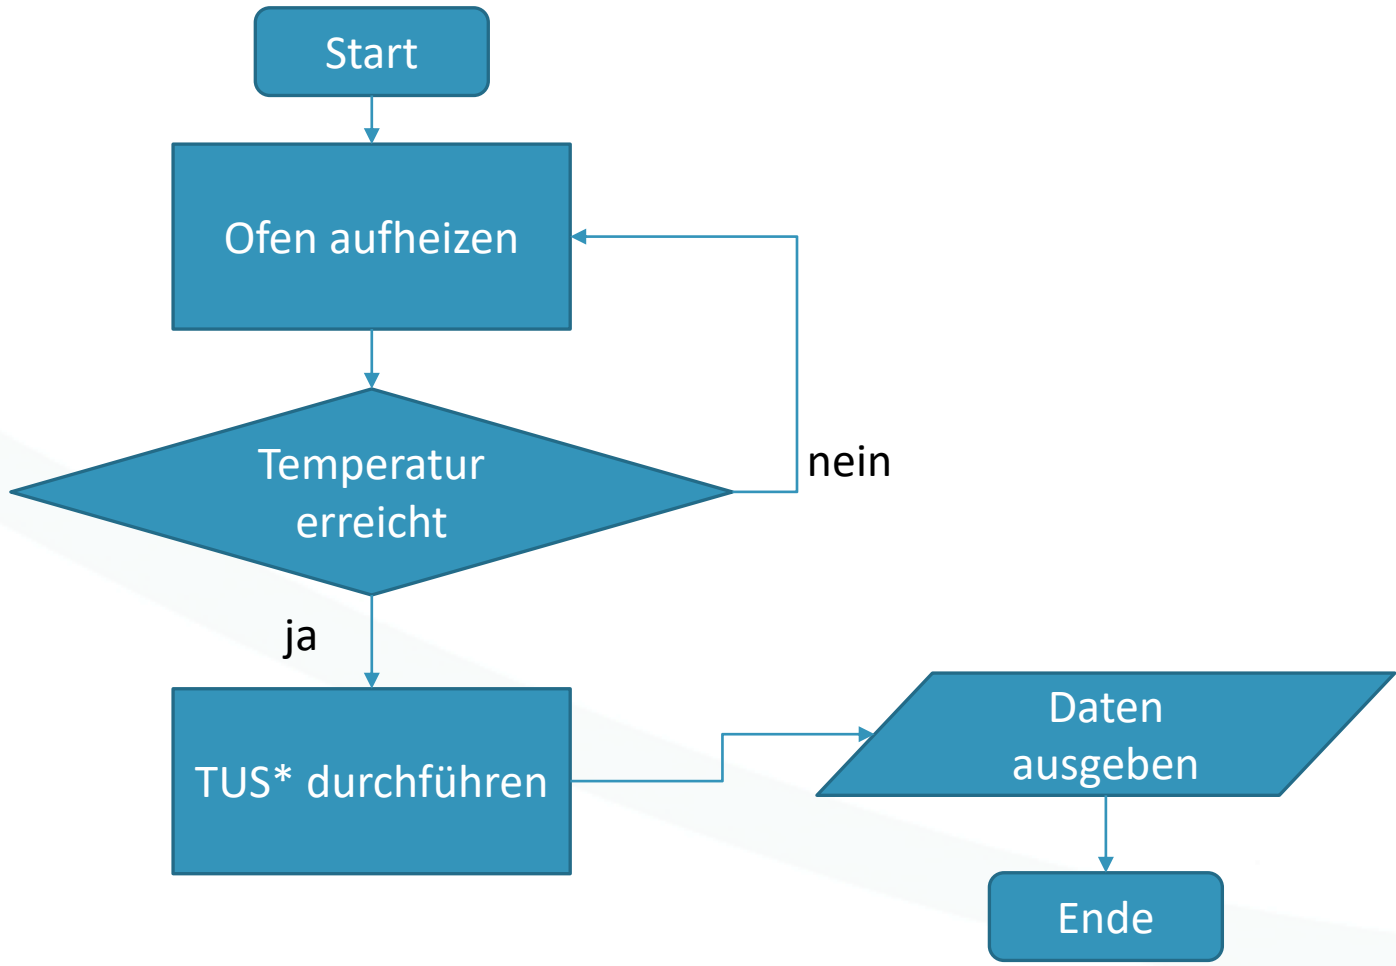 Start
Ofen aufheizen
Temperatur
erreicht
nein
ja
TUS* durchführen
Daten
ausgeben
Ende